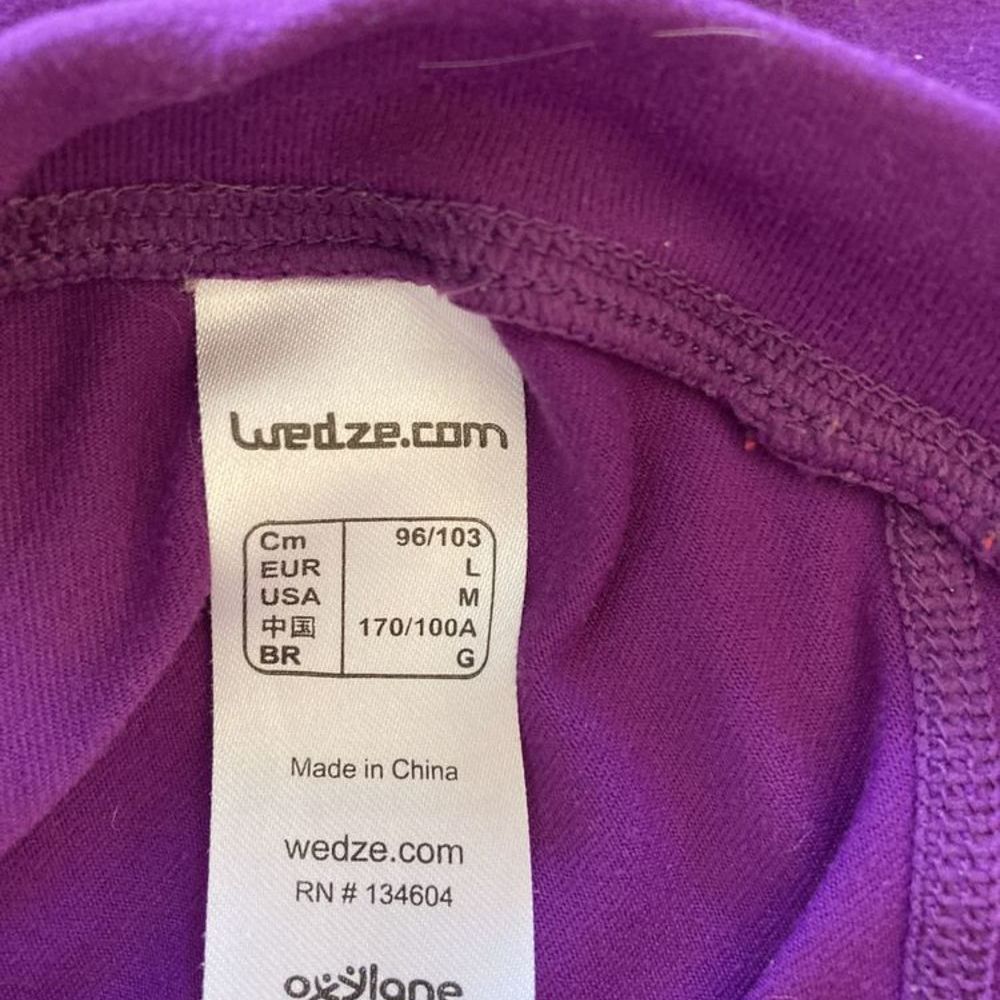 wedze.com
Cm 96/103
EUR L
USA M
中国 170/100A
BR G
Made in China
wedze.com
RN # 134604
oxylane